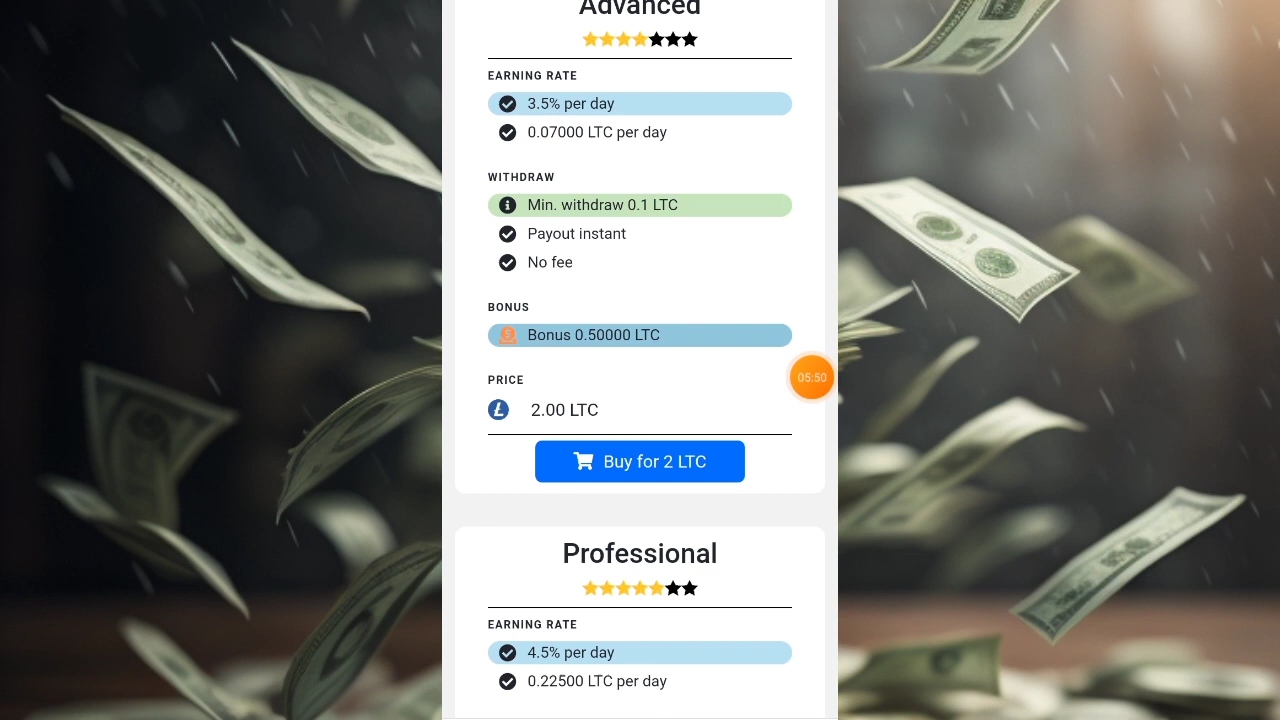 Advanced
EARNING RATE
3.5% per day
0.07000 LTC per day
WITHDRAW
Min. withdraw 0.1 LTC
Payout instant
No fee
BONUS
Bonus 0.50000 LTC
PRICE
05:50
2.00 LTC
Buy for 2 LTC
Professional
EARNING RATE
4.5% per day
0.22500 LTC per day